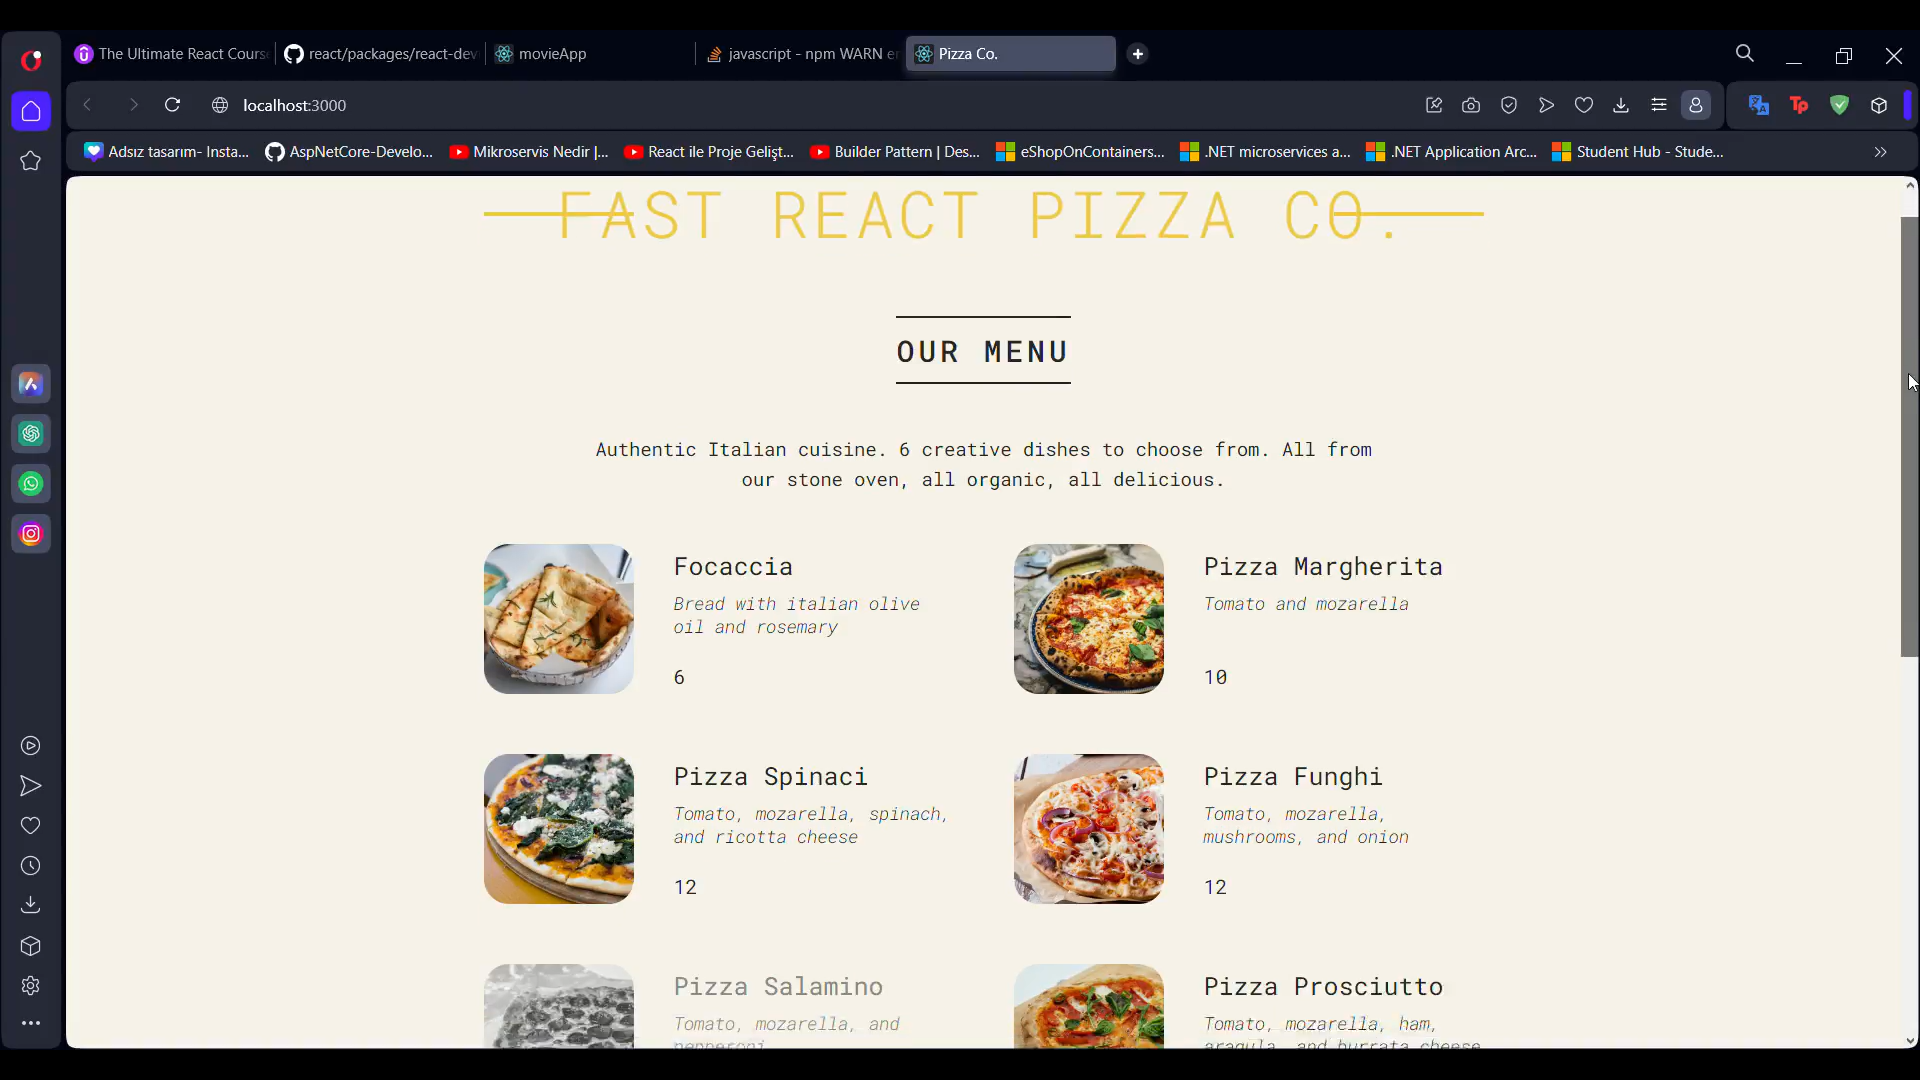 The Ultimate React Cours
react/packages/react-dev
movieApp
javascript - npm WARN e
Pizza Co.
localhost:3000
Adsız tasarım- Insta...
AspNetCore-Develo...
Mikroservis Nedir |...
React ile Proje Gelişt...
Builder Pattern | Des...
eShopOnContainers...
.NET microservices a...
.NET Application Arc...
Student Hub - Stude...
FAST REACT PIZZA CO.
OUR MENU
Authentic Italian cuisine. 6 creative dishes to choose from. All from
our stone oven, all organic, all delicious.
Focaccia
Bread with italian olive
oil and rosemary
6
Pizza Margherita
Tomato and mozarella
10
Pizza Spinaci
Tomato, mozarella, spinach,
and ricotta cheese
12
Pizza Funghi
Tomato, mozarella,
mushrooms, and onion
12
Pizza Salamino
Tomato, mozarella, and
pepperoni
Pizza Prosciutto
Tomato, mozarella, ham,
aragula, and burrata cheese